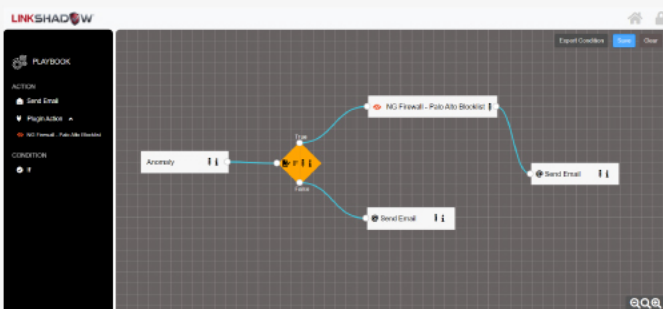 LINKSHADOW
PLAYBOOK
Export Condition Save Clear
ACTION
Send Email
Plugin Action
NG Firewall - Palo Alto Blocklist
CONDITION
If
Anomaly
True
IF
False
NG Firewall - Palo Alto Blocklist
Send Email
Send Email